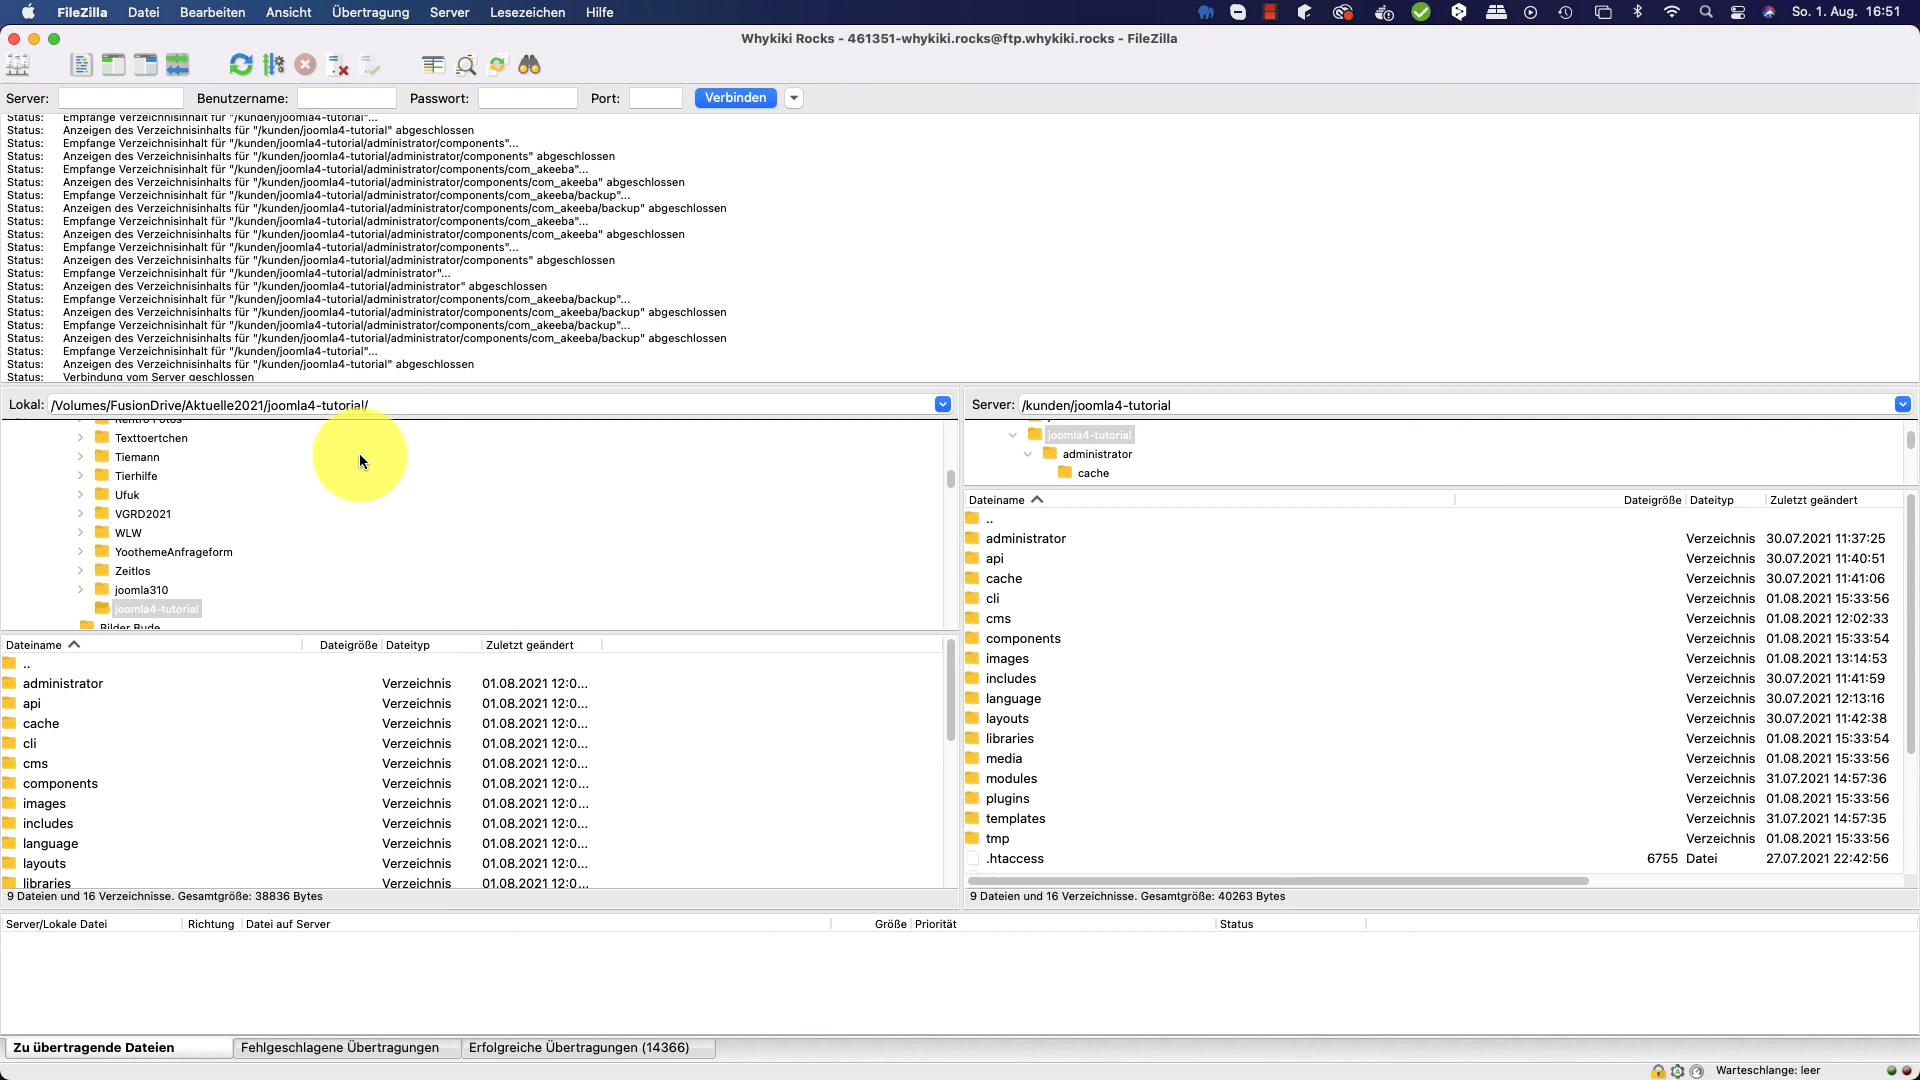 FileZilla Datei Bearbeiten Ansicht Übertragung Server Lesezeichen Hilfe So. 1. Aug. 16:51
Whykiki Rocks - 461351-whykiki.rocks@ftp.whykiki.rocks - FileZilla
Server: Benutzername: Passwort: Port: Verbinden
Status: Empfange Verzeichnisinhalt für "/kunden/joomla4-tutorial"...
Status: Anzeigen des Verzeichnisinhalts für "/kunden/joomla4-tutorial" abgeschlossen
Status: Empfange Verzeichnisinhalt für "/kunden/joomla4-tutorial/administrator/components"...
Status: Anzeigen des Verzeichnisinhalts für "/kunden/joomla4-tutorial/administrator/components" abgeschlossen
Status: Empfange Verzeichnisinhalt für "/kunden/joomla4-tutorial/administrator/components/com_akeeba"...
Status: Anzeigen des Verzeichnisinhalts für "/kunden/joomla4-tutorial/administrator/components/com_akeeba" abgeschlossen
Status: Empfange Verzeichnisinhalt für "/kunden/joomla4-tutorial/administrator/components/com_akeeba/backup"...
Status: Anzeigen des Verzeichnisinhalts für "/kunden/joomla4-tutorial/administrator/components/com_akeeba/backup" abgeschlossen
Status: Empfange Verzeichnisinhalt für "/kunden/joomla4-tutorial/administrator/components/com_akeeba"...
Status: Anzeigen des Verzeichnisinhalts für "/kunden/joomla4-tutorial/administrator/components/com_akeeba" abgeschlossen
Status: Empfange Verzeichnisinhalt für "/kunden/joomla4-tutorial/administrator/components"...
Status: Anzeigen des Verzeichnisinhalts für "/kunden/joomla4-tutorial/administrator/components" abgeschlossen
Status: Empfange Verzeichnisinhalt für "/kunden/joomla4-tutorial/administrator"...
Status: Anzeigen des Verzeichnisinhalts für "/kunden/joomla4-tutorial/administrator" abgeschlossen
Status: Empfange Verzeichnisinhalt für "/kunden/joomla4-tutorial/administrator/components/com_akeeba/backup"...
Status: Anzeigen des Verzeichnisinhalts für "/kunden/joomla4-tutorial/administrator/components/com_akeeba/backup" abgeschlossen
Status: Empfange Verzeichnisinhalt für "/kunden/joomla4-tutorial/administrator/components/com_akeeba/backup"...
Status: Anzeigen des Verzeichnisinhalts für "/kunden/joomla4-tutorial/administrator/components/com_akeeba/backup" abgeschlossen
Status: Empfange Verzeichnisinhalt für "/kunden/joomla4-tutorial"...
Status: Anzeigen des Verzeichnisinhalts für "/kunden/joomla4-tutorial" abgeschlossen
Status: Verbindung vom Server geschlossen
Lokal: /Volumes/FusionDrive/Aktuelle2021/joomla4-tutorial/
Texttoertchen
Tiemann
Tierhilfe
Ufuk
VGRD2021
WLW
YoothemeAnfrageform
Zeitlos
joomla310
joomla4-tutorial
Bilder Bude
Dateiname Dateigröße Dateityp Zuletzt geändert
..
administrator Verzeichnis 01.08.2021 12:0...
api Verzeichnis 01.08.2021 12:0...
cache Verzeichnis 01.08.2021 12:0...
cli Verzeichnis 01.08.2021 12:0...
cms Verzeichnis 01.08.2021 12:0...
components Verzeichnis 01.08.2021 12:0...
images Verzeichnis 01.08.2021 12:0...
includes Verzeichnis 01.08.2021 12:0...
language Verzeichnis 01.08.2021 12:0...
layouts Verzeichnis 01.08.2021 12:0...
libraries Verzeichnis 01.08.2021 12:0...
9 Dateien und 16 Verzeichnisse. Gesamtgröße: 38836 Bytes
Server: /kunden/joomla4-tutorial
joomla4-tutorial
administrator
cache
Dateiname Dateigröße Dateityp Zuletzt geändert
..
administrator Verzeichnis 30.07.2021 11:37:25
api Verzeichnis 30.07.2021 11:40:51
cache Verzeichnis 30.07.2021 11:41:06
cli Verzeichnis 01.08.2021 15:33:56
cms Verzeichnis 01.08.2021 12:02:33
components Verzeichnis 01.08.2021 15:33:54
images Verzeichnis 01.08.2021 13:14:53
includes Verzeichnis 30.07.2021 11:41:59
language Verzeichnis 30.07.2021 12:13:16
layouts Verzeichnis 30.07.2021 11:42:38
libraries Verzeichnis 01.08.2021 15:33:54
media Verzeichnis 01.08.2021 15:33:56
modules Verzeichnis 31.07.2021 14:57:36
plugins Verzeichnis 01.08.2021 15:33:56
templates Verzeichnis 31.07.2021 14:57:35
tmp Verzeichnis 01.08.2021 15:33:56
.htaccess 6755 Datei 27.07.2021 22:42:56
9 Dateien und 16 Verzeichnisse. Gesamtgröße: 40263 Bytes
Server/Lokale Datei Richtung Datei auf Server Größe Priorität Status
Zu übertragende Dateien Fehlgeschlagene Übertragungen Erfolgreiche Übertragungen (14366)
Warteschlange: leer